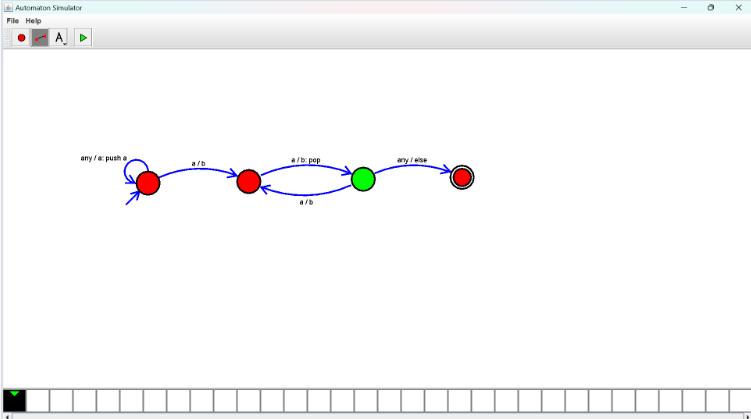 Automaton Simulator
File Help
A
any / a: push a
a / b
a / b: pop
any / else
a / b